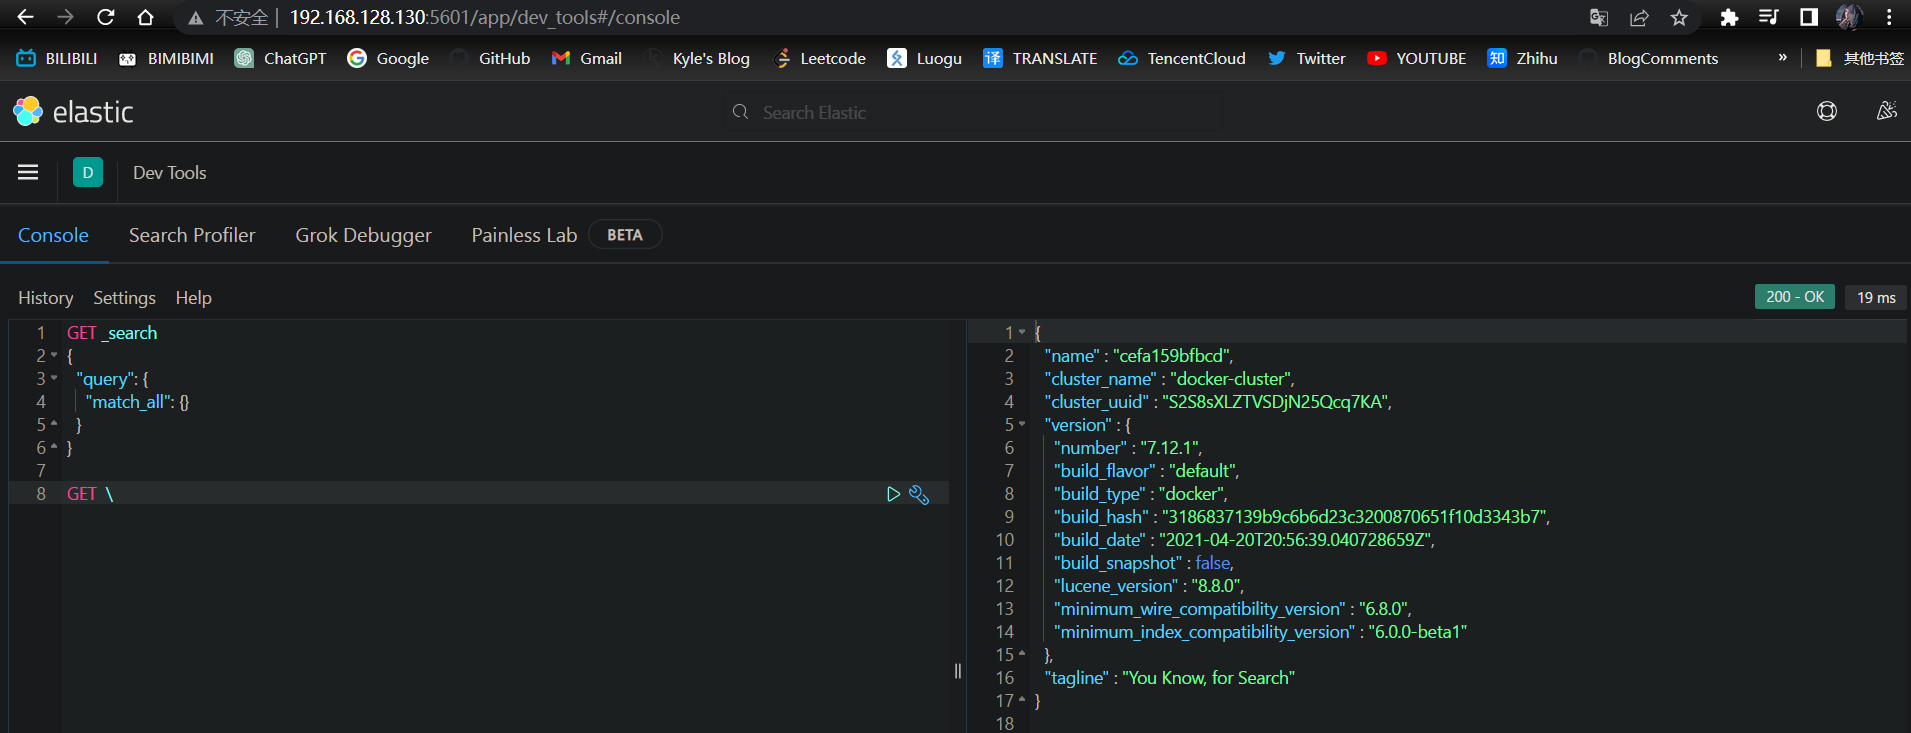 不安全 192.168.128.130:5601/app/dev_tools#/console
BILIBILI BIMIBIMI ChatGPT Google GitHub Gmail Kyle's Blog Leetcode Luogu 译 TRANSLATE TencentCloud Twitter YOUTUBE 知 Zhihu BlogComments » 其他书签
elastic Search Elastic
D Dev Tools
Console Search Profiler Grok Debugger Painless Lab BETA
History Settings Help 200 - OK 19 ms
1 GET _search
2 {
3 "query": {
4 "match_all": {}
5 }
6 }
7
8 GET \
1 {
2 "name" : "cefa159bfbcd",
3 "cluster_name" : "docker-cluster",
4 "cluster_uuid" : "S2S8sXLZTVSDjN25Qcq7KA",
5 "version" : {
6 "number" : "7.12.1",
7 "build_flavor" : "default",
8 "build_type" : "docker",
9 "build_hash" : "3186837139b9c6b6d23c3200870651f10d3343b7",
10 "build_date" : "2021-04-20T20:56:39.040728659Z",
11 "build_snapshot" : false,
12 "lucene_version" : "8.8.0",
13 "minimum_wire_compatibility_version" : "6.8.0",
14 "minimum_index_compatibility_version" : "6.0.0-beta1"
15 },
16 "tagline" : "You Know, for Search"
17 }
18